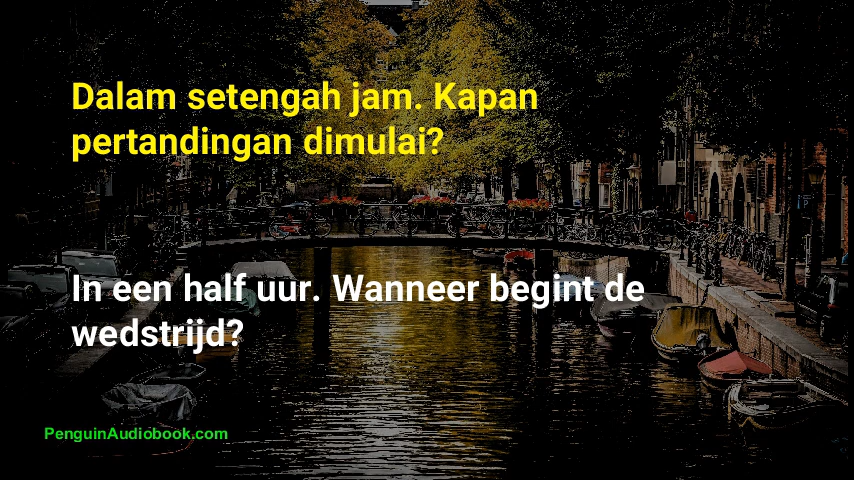 Dalam setengah jam. Kapan
pertandingan dimulai?
In een half uur. Wanneer begint de
wedstrijd?
PenguinAudiobook.com